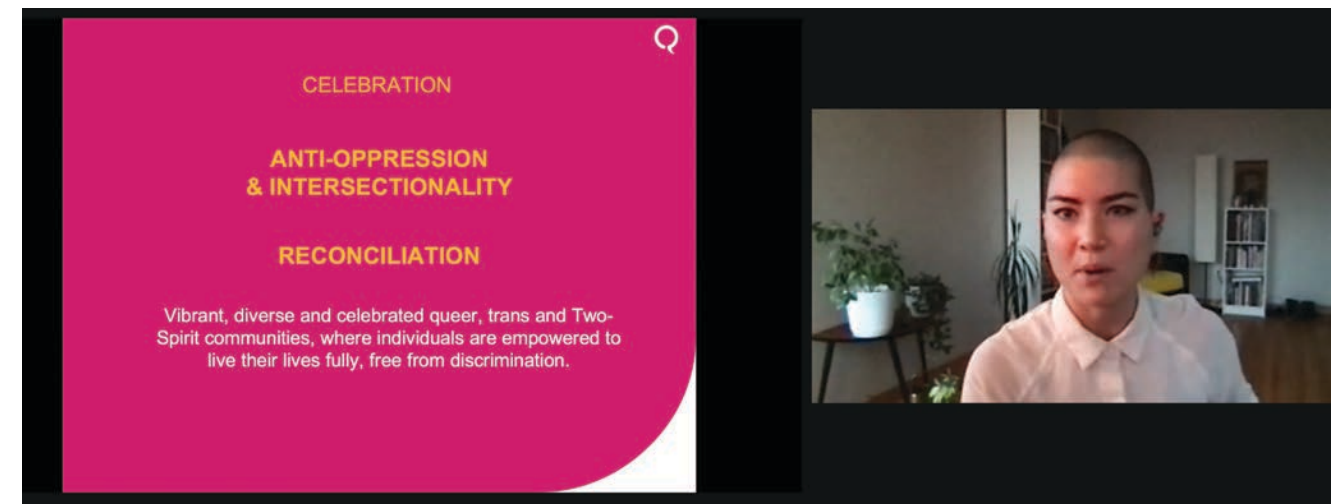 CELEBRATION
ANTI-OPPRESSION
& INTERSECTIONALITY
RECONCILIATION
Vibrant, diverse and celebrated queer, trans and Two-
Spirit communities, where individuals are empowered to
live their lives fully, free from discrimination.